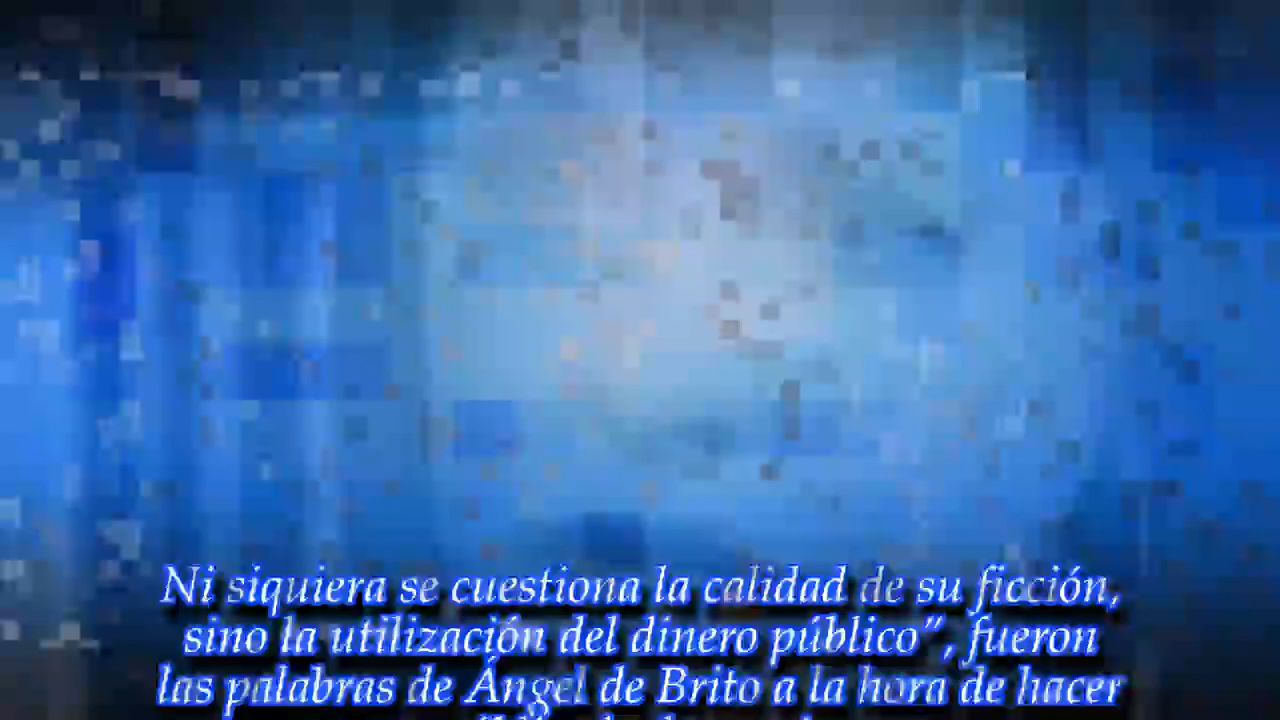 Ni siquiera se cuestiona la calidad de su ficción,
sino la utilización del dinero público”, fueron
las palabras de Ángel de Brito a la hora de hacer